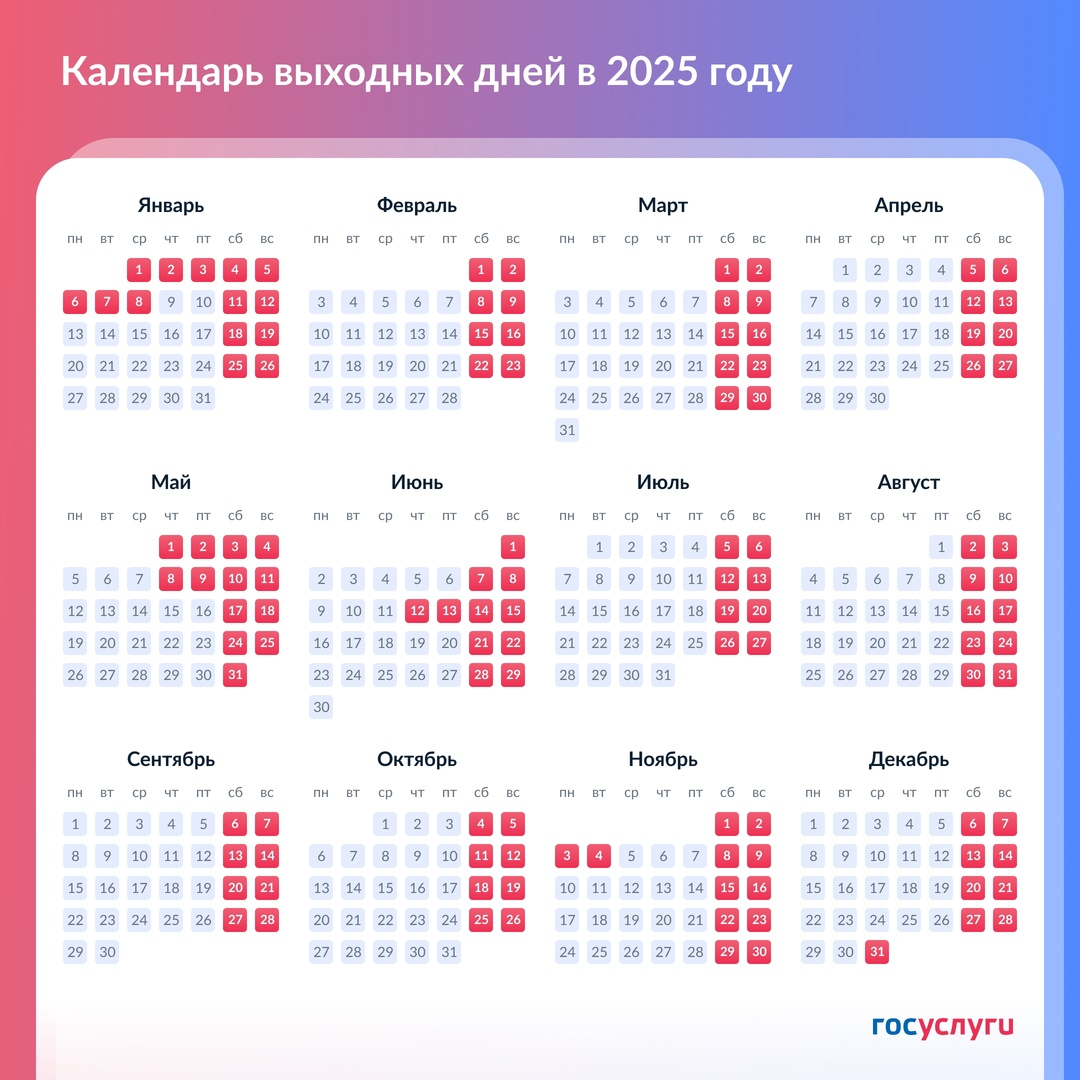 Календарь выходных дней в 2025 году
Январь Февраль Март Апрель
пн вт ср чт пт сб вс пн вт ср чт пт сб вс пн вт ср чт пт сб вс пн вт ср чт пт сб вс
1 2 3 4 5 1 2 1 2 1 2 3 4 5 6
6 7 8 9 10 11 12 3 4 5 6 7 8 9 3 4 5 6 7 8 9 7 8 9 10 11 12 13
13 14 15 16 17 18 19 10 11 12 13 14 15 16 10 11 12 13 14 15 16 14 15 16 17 18 19 20
20 21 22 23 24 25 26 17 18 19 20 21 22 23 17 18 19 20 21 22 23 21 22 23 24 25 26 27
27 28 29 30 31 24 25 26 27 28 24 25 26 27 28 29 30 28 29 30
31
Май Июнь Июль Август
пн вт ср чт пт сб вс пн вт ср чт пт сб вс пн вт ср чт пт сб вс пн вт ср чт пт сб вс
1 2 3 4 1 1 2 3 4 5 6 1 2 3
5 6 7 8 9 10 11 2 3 4 5 6 7 8 7 8 9 10 11 12 13 4 5 6 7 8 9 10
12 13 14 15 16 17 18 9 10 11 12 13 14 15 14 15 16 17 18 19 20 11 12 13 14 15 16 17
19 20 21 22 23 24 25 16 17 18 19 20 21 22 21 22 23 24 25 26 27 18 19 20 21 22 23 24
26 27 28 29 30 31 23 24 25 26 27 28 29 28 29 30 31 25 26 27 28 29 30 31
30
Сентябрь Октябрь Ноябрь Декабрь
пн вт ср чт пт сб вс пн вт ср чт пт сб вс пн вт ср чт пт сб вс пн вт ср чт пт сб вс
1 2 3 4 5 6 7 1 2 3 4 5 1 2 1 2 3 4 5 6 7
8 9 10 11 12 13 14 6 7 8 9 10 11 12 3 4 5 6 7 8 9 8 9 10 11 12 13 14
15 16 17 18 19 20 21 13 14 15 16 17 18 19 10 11 12 13 14 15 16 15 16 17 18 19 20 21
22 23 24 25 26 27 28 20 21 22 23 24 25 26 17 18 19 20 21 22 23 22 23 24 25 26 27 28
29 30 27 28 29 30 31 24 25 26 27 28 29 30 29 30 31
госуслуги